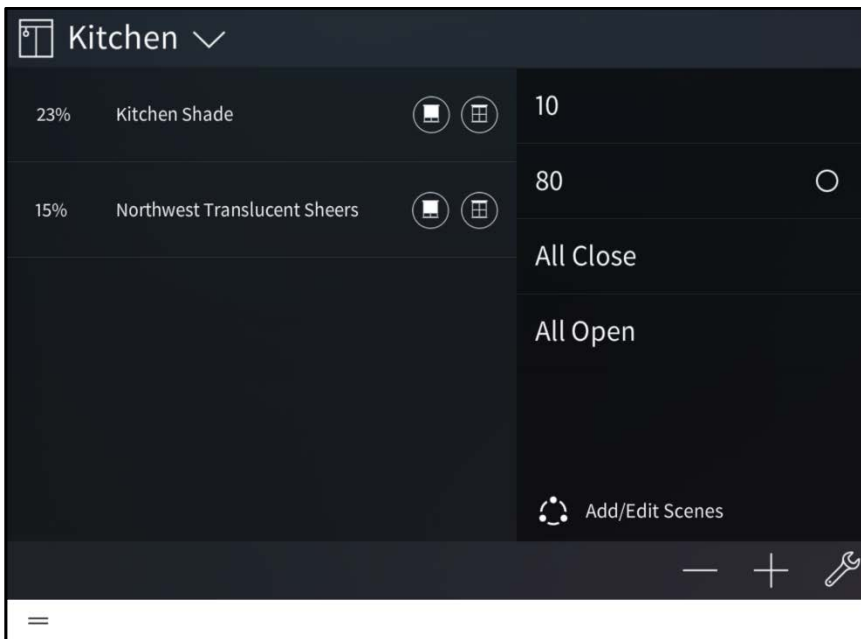 Kitchen
23% Kitchen Shade
15% Northwest Translucent Sheers
10
80
All Close
All Open
Add/Edit Scenes